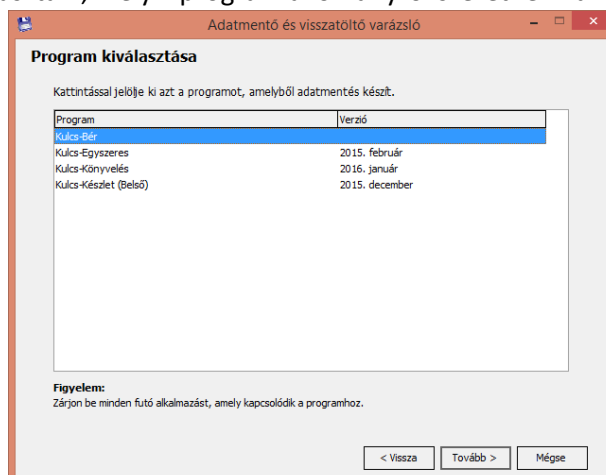 Adatmentő és visszatöltő varázsló
Program kiválasztása
Kattintással jelölje ki azt a programot, amelyből adatmentés készít.
Program Verzió
Kulcs-Bér
Kulcs-Egyszeres 2015. február
Kulcs-Könyvelés 2016. január
Kulcs-Készlet (Belső) 2015. december
Figyelem:
Zárjon be minden futó alkalmazást, amely kapcsolódik a programhoz.
< Vissza Tovább > Mégse